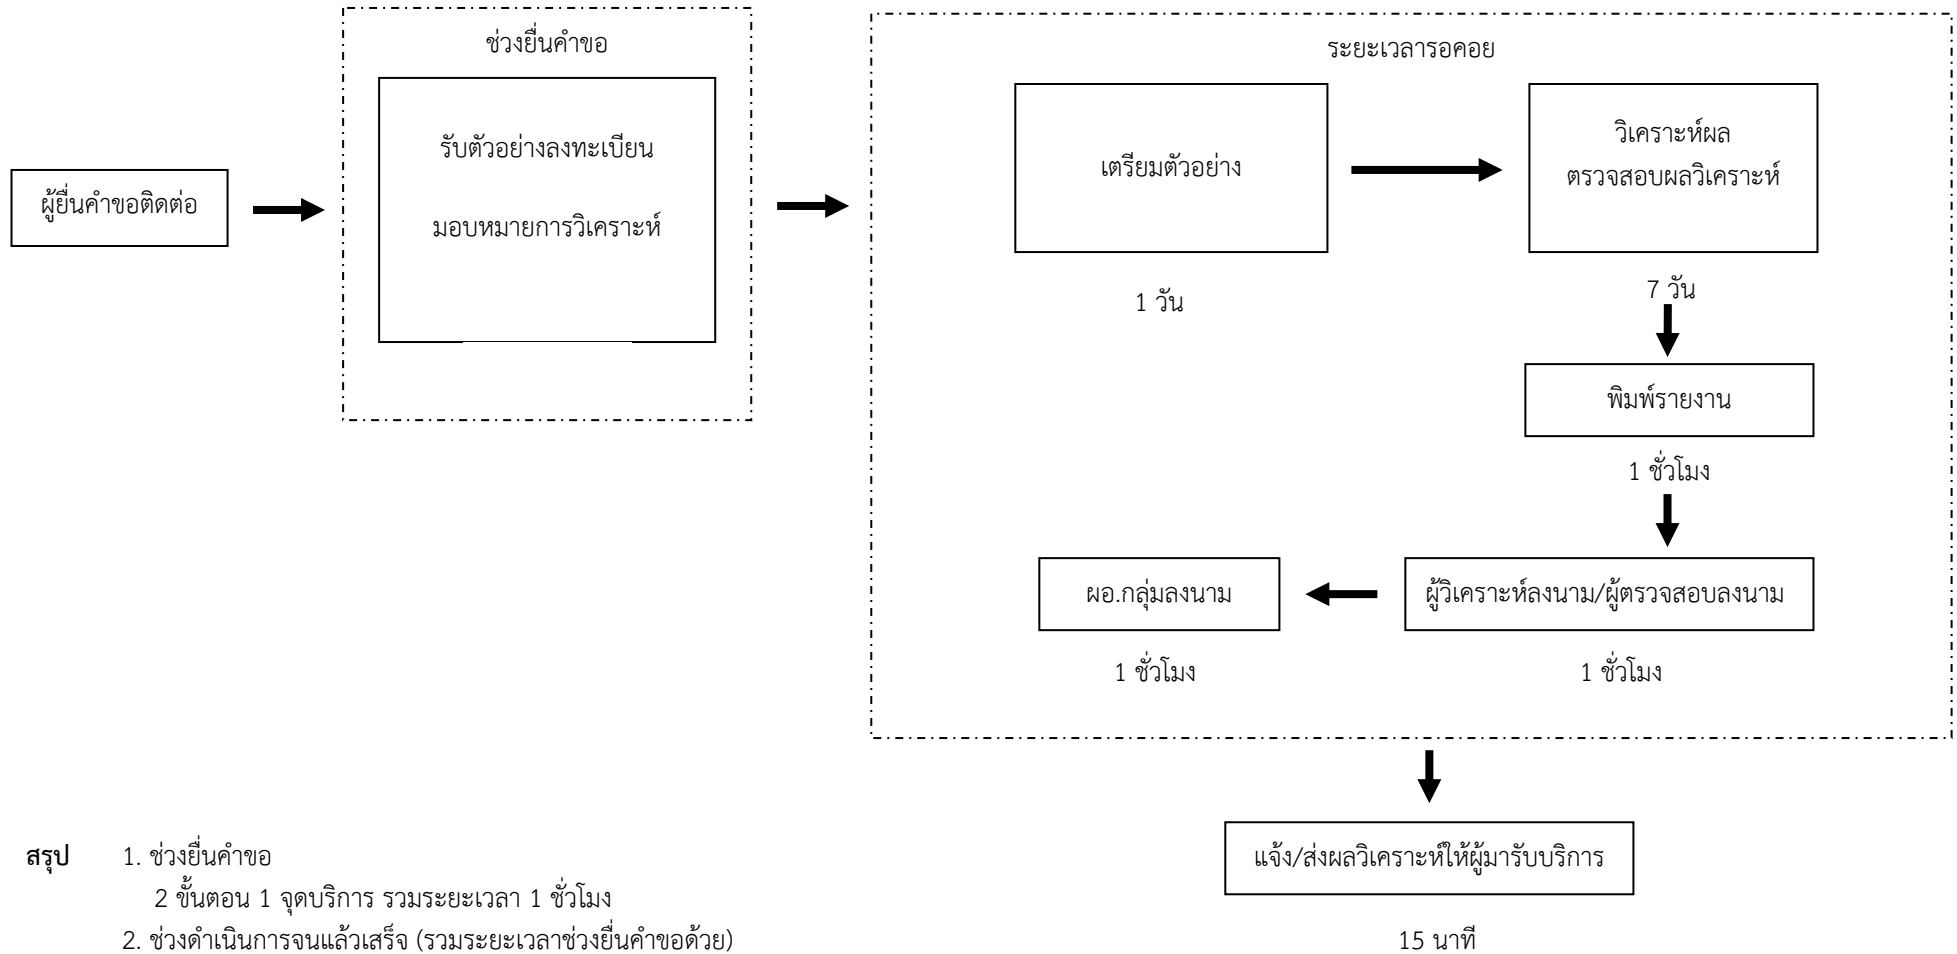 ช่วงยื่นคำขอ
ระยะเวลารอคอย
ผู้ยื่นคำขอติดต่อ
รับตัวอย่างลงทะเบียน
มอบหมายการวิเคราะห์
เตรียมตัวอย่าง
1 วัน
วิเคราะห์ผล
ตรวจสอบผลวิเคราะห์
7 วัน
พิมพ์รายงาน
1 ชั่วโมง
ผู้วิเคราะห์ลงนาม/ผู้ตรวจสอบลงนาม
1 ชั่วโมง
ผอ.กลุ่มลงนาม
1 ชั่วโมง
แจ้ง/ส่งผลวิเคราะห์ให้ผู้มารับบริการ
15 นาที
สรุป 1. ช่วงยื่นคำขอ
2 ขั้นตอน 1 จุดบริการ รวมระยะเวลา 1 ชั่วโมง
2. ช่วงดำเนินการจนแล้วเสร็จ (รวมระยะเวลาช่วงยื่นคำขอด้วย)